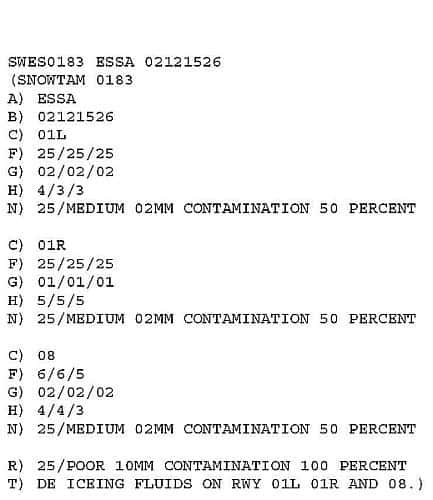 SWES0183 ESSA 02121526
(SNOWTAM 0183
A) ESSA
B) 02121526
C) 01L
F) 25/25/25
G) 02/02/02
H) 4/3/3
N) 25/MEDIUM 02MM CONTAMINATION 50 PERCENT
C) 01R
F) 25/25/25
G) 01/01/01
H) 5/5/5
N) 25/MEDIUM 02MM CONTAMINATION 50 PERCENT
C) 08
F) 6/6/5
G) 02/02/02
H) 4/4/3
N) 25/MEDIUM 02MM CONTAMINATION 50 PERCENT
R) 25/POOR 10MM CONTAMINATION 100 PERCENT
T) DE ICEING FLUIDS ON RWY 01L 01R AND 08.)